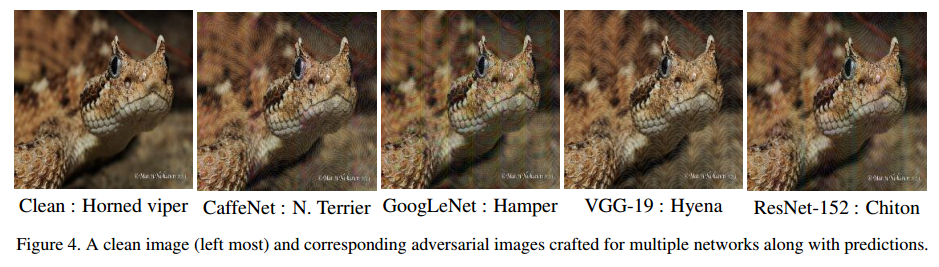 Clean : Horned viper
CaffeNet : N. Terrier
GoogLeNet : Hamper
VGG-19 : Hyena
ResNet-152 : Chiton
Figure 4. A clean image (left most) and corresponding adversarial images crafted for multiple networks along with predictions.